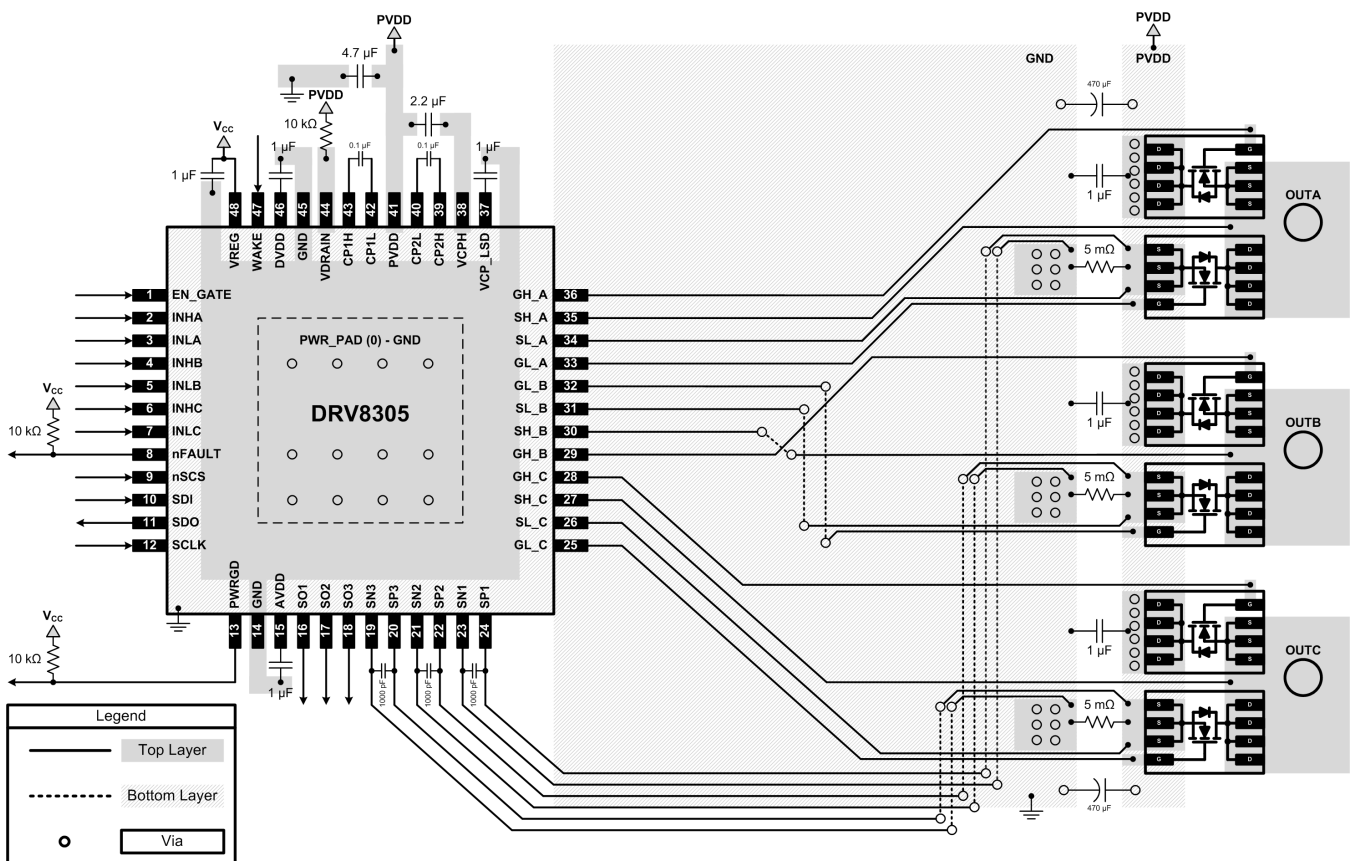 PVDD
PVDD
4.7 µF
GND
PVDD
PVDD
470 µF
2.2 µF
10 kΩ
VCC
1 µF
0.1 µF
0.1 µF
1 µF
1 µF
1 µF
48 47 46 45 44 43 42 41 40 39 38 37
VREG
WAKE
DVDD
GND
VDRAIN
CP1H
CP1L
PVDD
CP2L
CP2H
VCPH
VCP_LSD
D G
D S
D S
D S
OUTA
5 mΩ
S D
S D
S D
G D
1 EN_GATE
2 INHA
3 INLA
4 INHB
5 INLB
6 INHC
7 INLC
8 nFAULT
9 nSCS
10 SDI
11 SDO
12 SCLK
VCC
10 kΩ
PWR_PAD (0) - GND
DRV8305
GH_A 36
SH_A 35
SL_A 34
GL_A 33
GL_B 32
SL_B 31
SH_B 30
GH_B 29
GH_C 28
SH_C 27
SL_C 26
GL_C 25
1 µF
D G
D S
D S
D S
OUTB
5 mΩ
S D
S D
S D
G D
PWRGD
GND
AVDD
SO1
SO2
SO3
SN3
SP3
SN2
SP2
SN1
SP1
13 14 15 16 17 18 19 20 21 22 23 24
VCC
10 kΩ
1 µF
1000 pF
1000 pF
1000 pF
1 µF
D G
D S
D S
D S
OUTC
5 mΩ
S D
S D
S D
G D
470 µF
Legend
Top Layer
Bottom Layer
Via